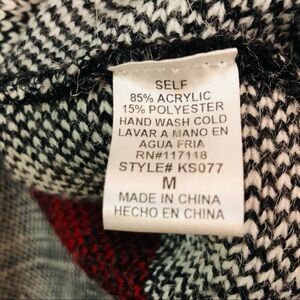 SELF
85% ACRYLIC
15% POLYESTER
HAND WASH COLD
LAVAR A MANO EN
AGUA FRIA
RN#117118
STYLE# KS077
M
MADE IN CHINA
HECHO EN CHINA